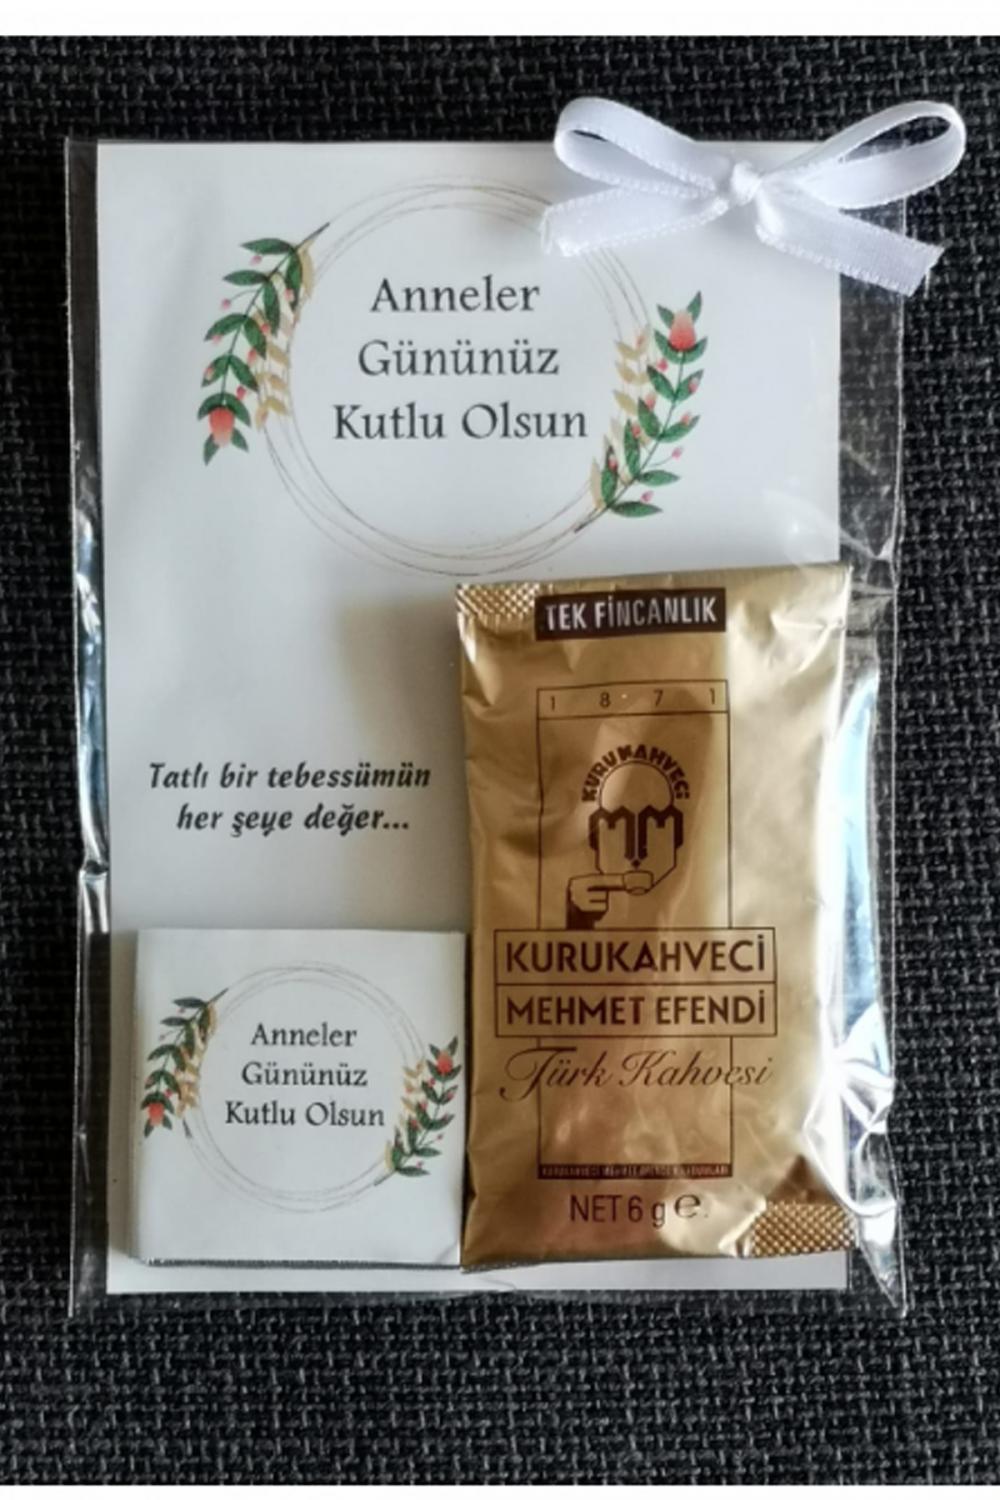 Anneler
Gününüz
Kutlu Olsun
TEK FİNCANLIK
1 8 7 1
KURUKAHVECİ
MM
Tatlı bir tebessümün
her şeye değer...
KURUKAHVECİ
MEHMET EFENDİ
Türk Kahvesi
NET 6 g e
Anneler
Gününüz
Kutlu Olsun